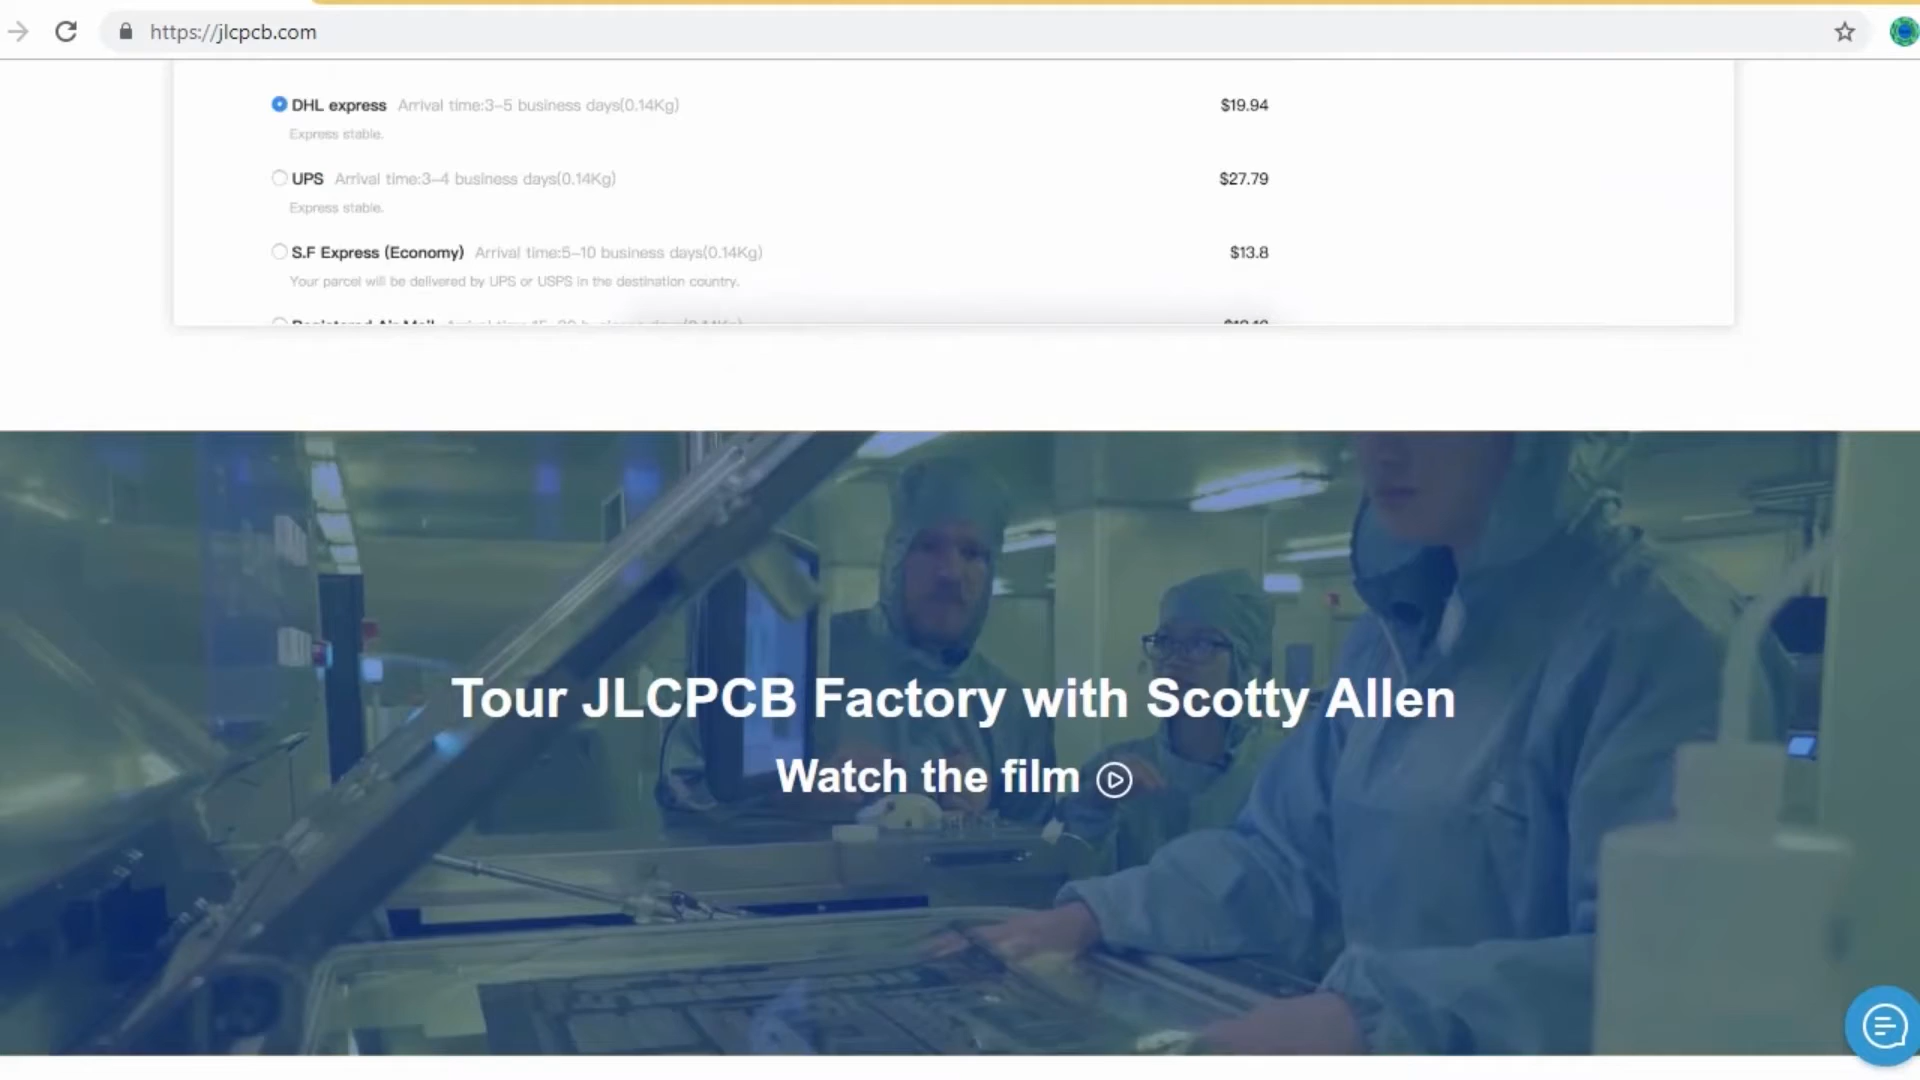 https://jlcpcb.com
DHL express Arrival time:3-5 business days(0.14Kg) $19.94
Express stable.
UPS Arrival time:3-4 business days(0.14Kg) $27.79
Express stable.
S.F Express (Economy) Arrival time:5-10 business days(0.14Kg) $13.8
Your parcel will be delivered by UPS or USPS in the destination country.
Tour JLCPCB Factory with Scotty Allen
Watch the film